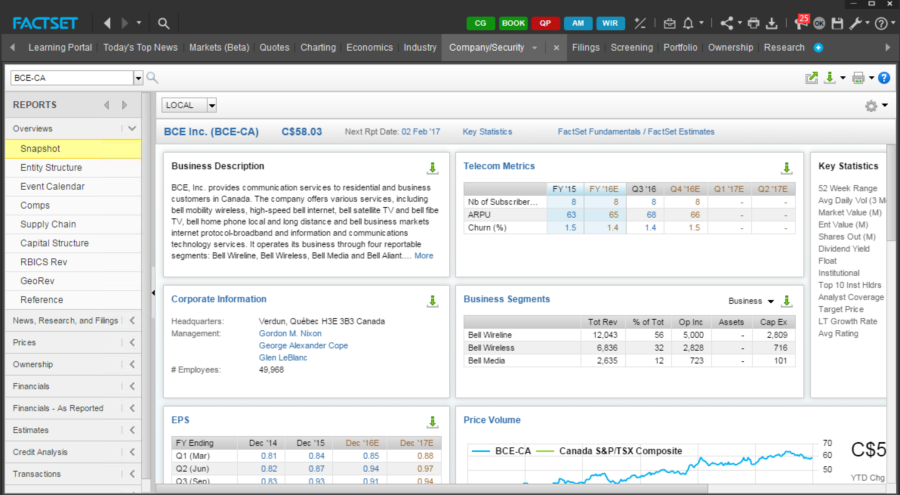 FACTSET
CG BOOK QP AM WIR 25 OK
Learning Portal Today's Top News Markets (Beta) Quotes Charting Economics Industry Company/Security Filings Screening Portfolio Ownership Research
BCE-CA
REPORTS
Overviews
Snapshot
Entity Structure
Event Calendar
Comps
Supply Chain
Capital Structure
RBICS Rev
GeoRev
Reference
News, Research, and Filings
Prices
Ownership
Financials
Financials - As Reported
Estimates
Credit Analysis
Transactions
LOCAL
BCE Inc. (BCE-CA) C$58.03 Next Rpt Date: 02 Feb '17 Key Statistics FactSet Fundamentals / FactSet Estimates
Business Description
BCE, Inc. provides communication services to residential and business
customers in Canada. The company offers various services, including
bell mobility wireless, high-speed bell internet, bell satellite TV and bell fibe
TV, bell home phone local and long distance and bell business markets
internet protocol-broadband and information and communications
technology services. It operates its business through four reportable
segments: Bell Wireline, Bell Wireless, Bell Media and Bell Aliant.... More
Telecom Metrics
FY '15 FY '16E Q3 '16 Q4 '16E Q1 '17E Q2 '17E
Nb of Subscriber... 8 8 8 8 - -
ARPU 63 65 68 66 - -
Churn (%) 1.5 1.4 1.4 1.5 - -
Key Statistics
52 Week Range
Avg Daily Vol (3 M
Market Value (M)
Ent Value (M)
Shares Out (M)
Dividend Yield
Float
Institutional
Top 10 Inst Hldrs
Analyst Coverage
Target Price
LT Growth Rate
Avg Rating
Corporate Information
Headquarters: Verdun, Québec H3E 3B3 Canada
Management: Gordon M. Nixon
George Alexander Cope
Glen LeBlanc
# Employees: 49,968
Business Segments Business
Tot Rev % of Tot Op Inc Assets Cap Ex
Bell Wireline 12,043 56 5,000 - 2,809
Bell Wireless 6,836 32 2,828 - 716
Bell Media 2,635 12 723 - 101
EPS
FY Ending Dec '14 Dec '15 Dec '16E Dec '17E
Q1 (Mar) 0.81 0.84 0.85 0.88
Q2 (Jun) 0.82 0.87 0.94 0.97
Q3 (Sep) 0.83 0.93 0.91 0.94
Price Volume
BCE-CA Canada S&P/TSX Composite
70
60
50
C$5
YTD Chg